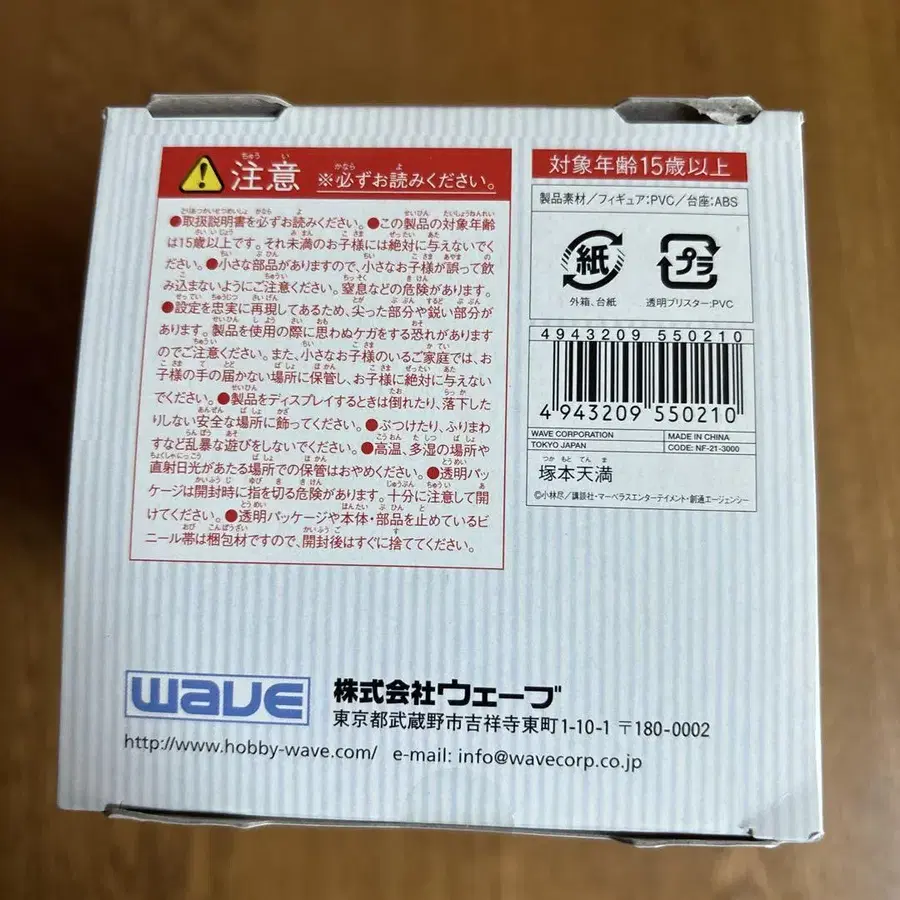 注意 ※必ずお読みください。
●取扱説明書を必ずお読みください。●この製品の対象年齢
は15歳以上です。それ未満のお子様には絶対に与えないでく
ださい。●小さな部品がありますので、小さなお子様が誤って飲
み込まないようにご注意ください。窒息などの危険があります。
●設定を忠実に再現してあるため、尖った部分や鋭い部分が
あります。製品を使用の際に思わぬケガをする恐れがあります
のでご注意ください。また、小さなお子様のいるご家庭では、お
子様の手の届かない場所に保管し、お子様に絶対に与えない
でください。●製品をディスプレイするときは倒れたり、落下した
りしない安全な場所に飾ってください。●ぶつけたり、ふりまわ
すなど乱暴な遊びをしないでください。●高温、多湿の場所や
直射日光があたる場所での保管はおやめください。●透明パッ
ケージは開封時に指を切る危険があります。十分に注意して開
けてください。●透明パッケージや本体・部品を止めているビ
ニール帯は梱包材ですので、開封後はすぐに捨ててください。
対象年齢15歳以上
製品素材／フィギュア:PVC／台座:ABS
紙 プラ
外箱、台紙 透明ブリスター:PVC
4943209 550210
4 943209 550210
WAVE CORPORATION MADE IN CHINA
TOKYO JAPAN CODE: NF-21-3000
つかもとてんま
塚本天満
©小林尽／講談社・マーベラスエンターテイメント・創通エージェンシー
wave 株式会社ウェーブ
東京都武蔵野市吉祥寺東町1-10-1 〒180-0002
http://www.hobby-wave.com/ e-mail: info@wavecorp.co.jp